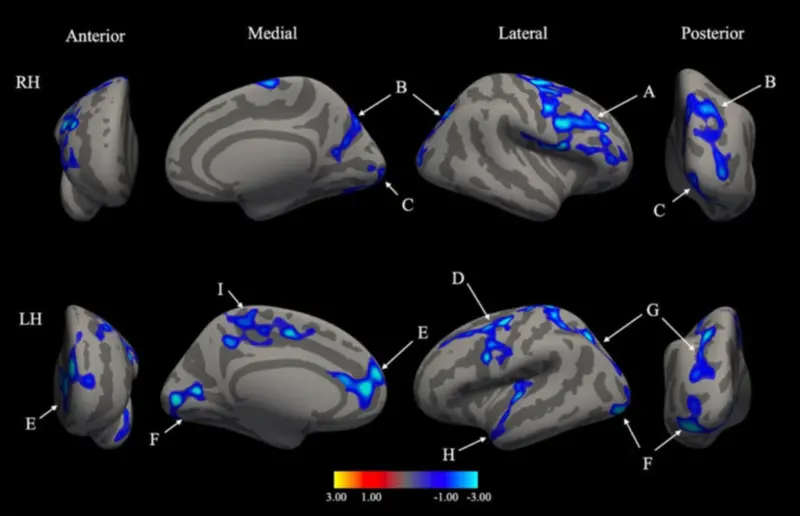 Anterior Medial Lateral Posterior
RH
B A B
C C
I D G
LH
E E
F H F
3.00 1.00 -1.00 -3.00